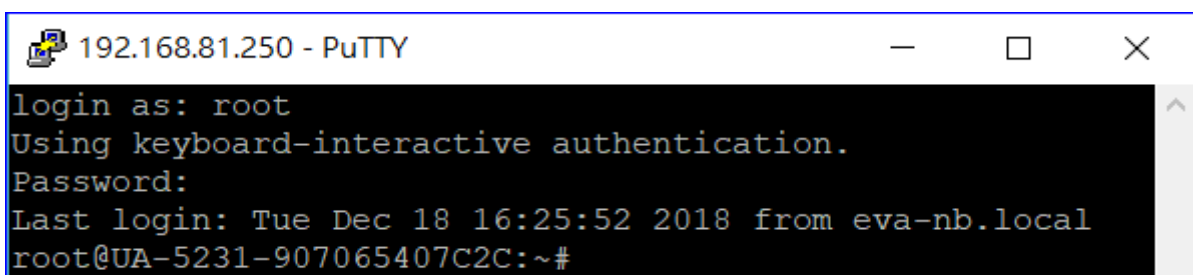 192.168.81.250 - PuTTY
login as: root
Using keyboard-interactive authentication.
Password:
Last login: Tue Dec 18 16:25:52 2018 from eva-nb.local
root@UA-5231-907065407C2C:~#